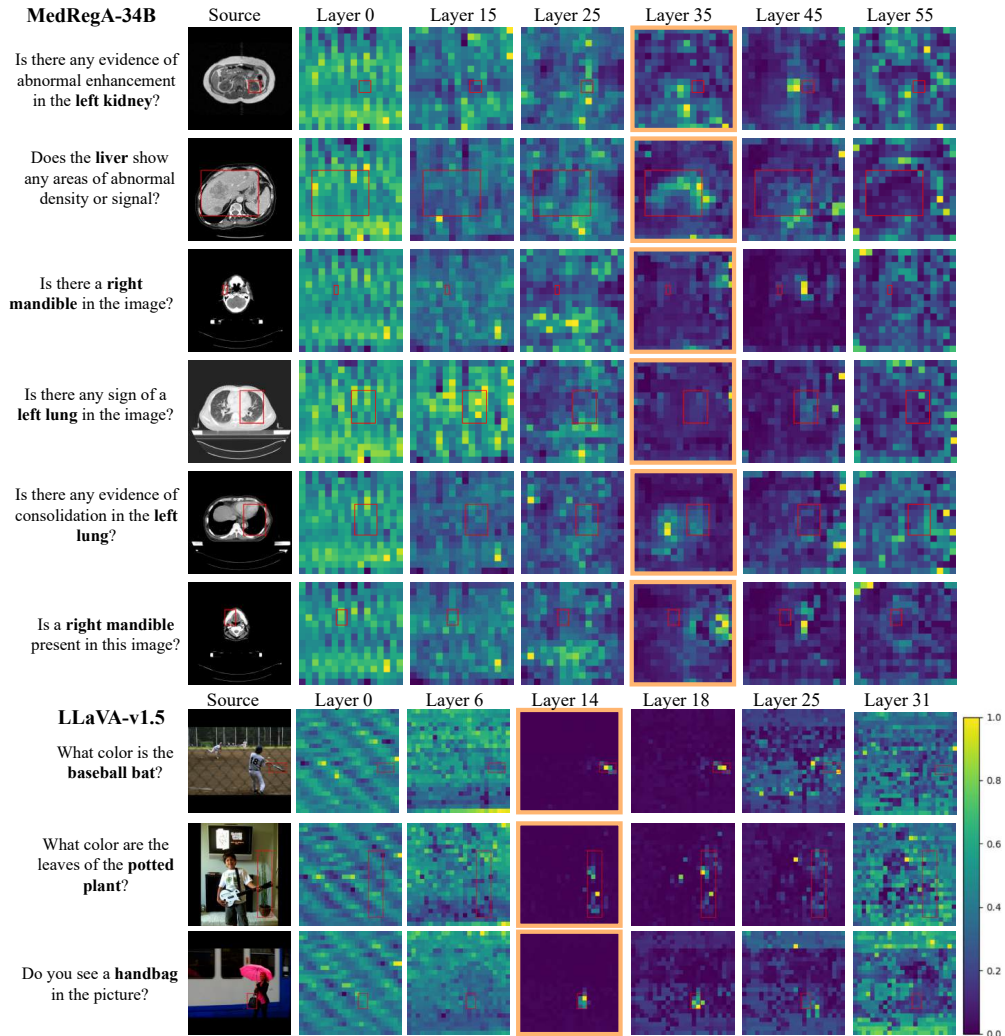 MedRegA-34B
Source Layer 0 Layer 15 Layer 25 Layer 35 Layer 45 Layer 55
Is there any evidence of
abnormal enhancement
in the left kidney?
Does the liver show
any areas of abnormal
density or signal?
Is there a right
mandible in the image?
Is there any sign of a
left lung in the image?
Is there any evidence of
consolidation in the left
lung?
Is a right mandible
present in this image?
LLaVA-v1.5
Source Layer 0 Layer 6 Layer 14 Layer 18 Layer 25 Layer 31
What color is the
baseball bat?
18
What color are the
leaves of the potted
plant?
Do you see a handbag
in the picture?
1.0
0.8
0.6
0.4
0.2
0.0